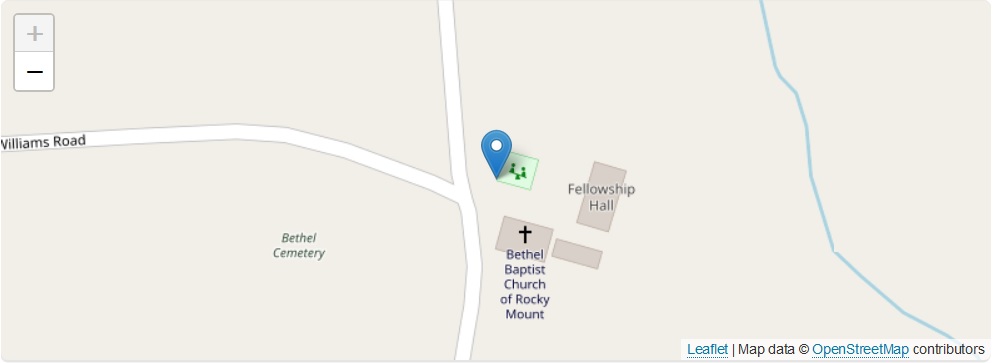 +
−
Williams Road
Fellowship
Hall
Bethel
Cemetery
Bethel
Baptist
Church
of Rocky
Mount
Leaflet | Map data © OpenStreetMap contributors